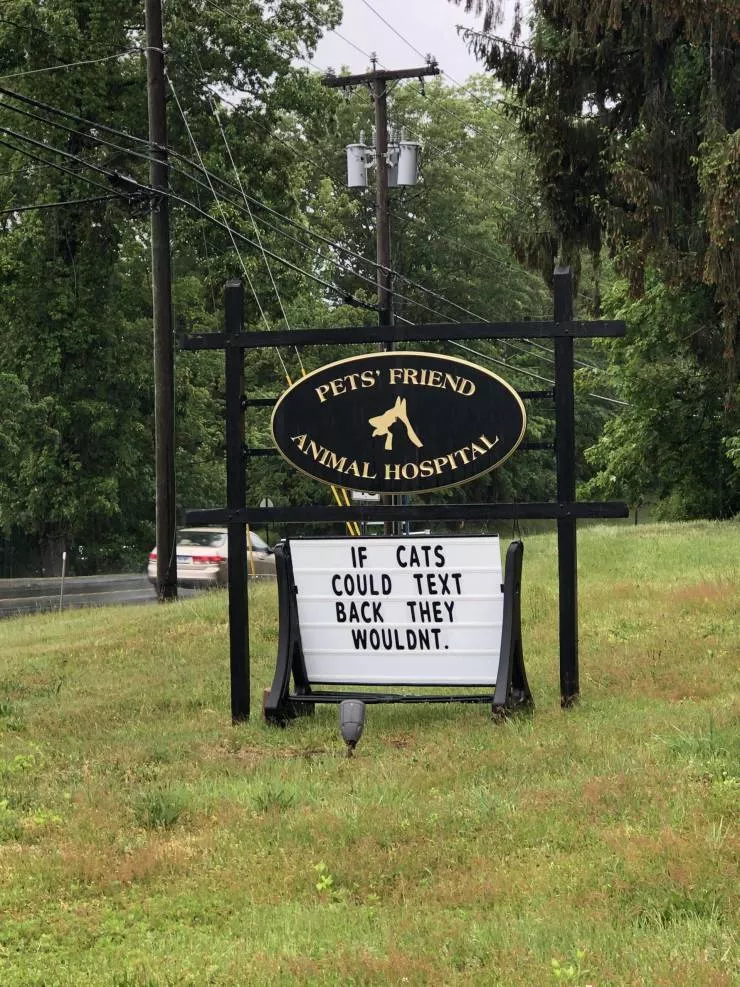 PETS' FRIEND
ANIMAL HOSPITAL
IF CATS
COULD TEXT
BACK THEY
WOULDNT.